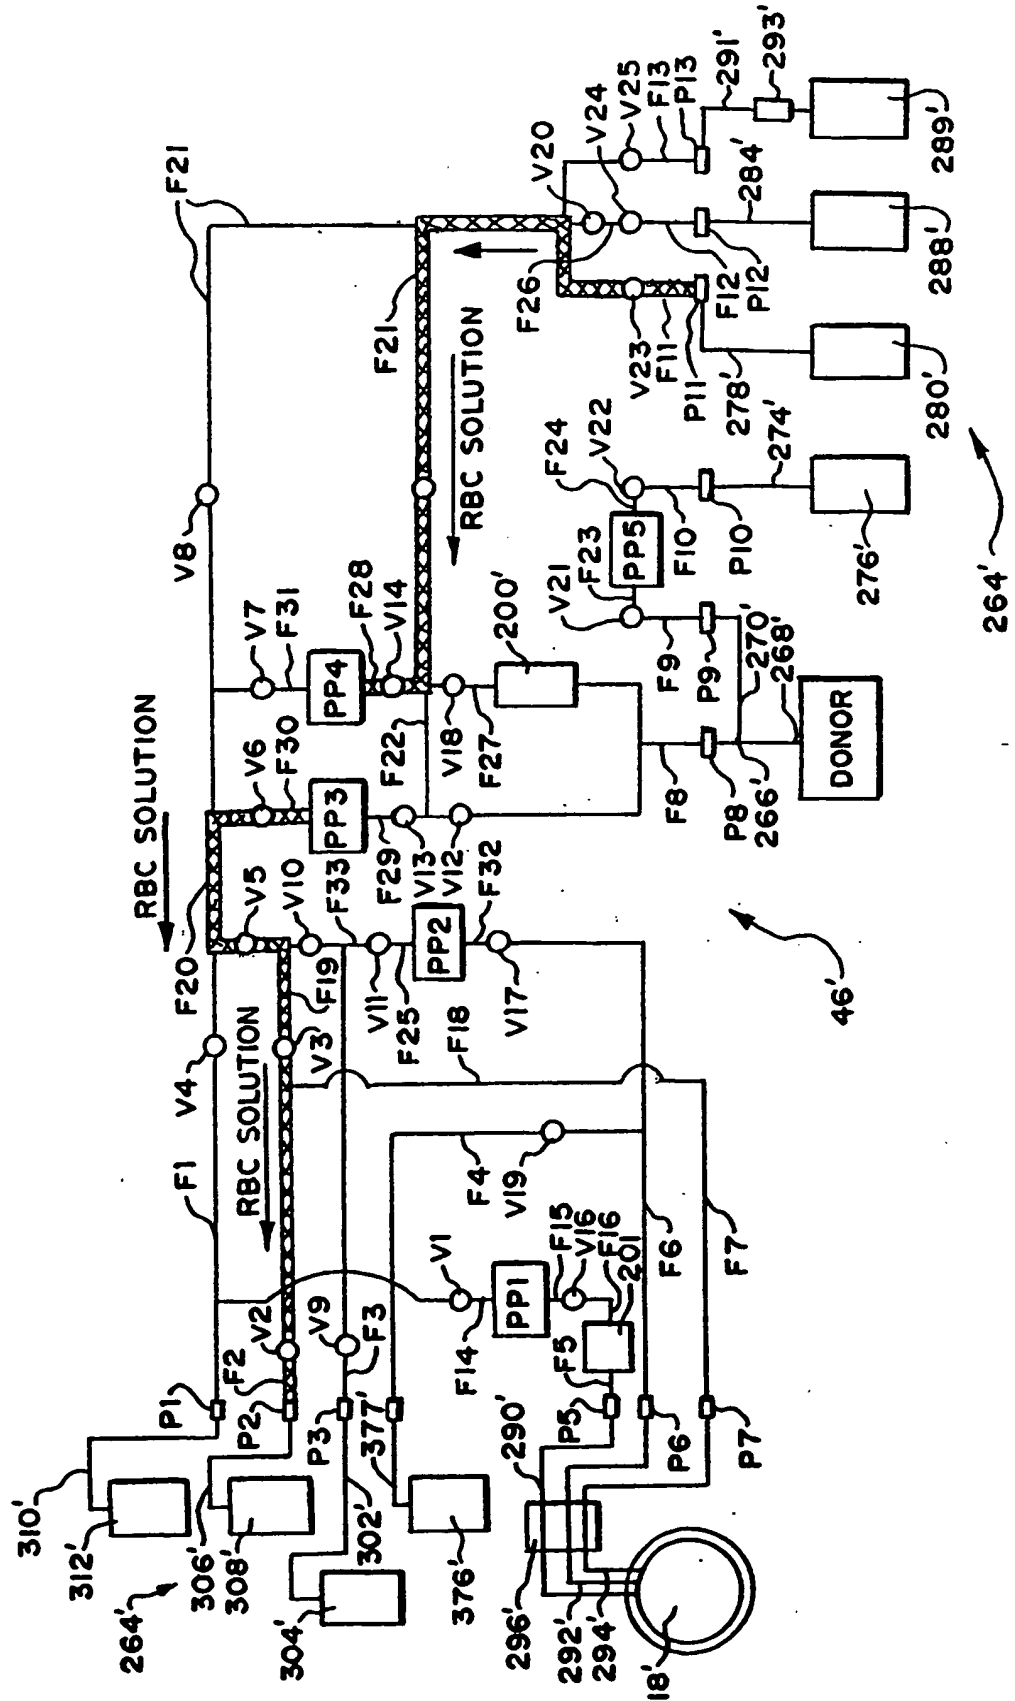 310'
312'
264'
306'
308'
304'
302'
377'
376'
296'
292'
294'
18'
290'
P1
P2
P3
P5
P6
P7
F2
V2
V9
F3
F14
F5
201
F16
V16
F15
PP1
V1
F1
RBC SOLUTION
V4
V3
F19
F4
V19
F18
F6
F7
F20
V5
V10
F33
V11
F25
PP2
F32
V17
46'
RBC SOLUTION
V6
F30
PP3
F29
V13
V12
F22
V18
F27
F8
P8
266'
DONOR
V7
F31
PP4
F28
V14
200'
V21
F23
F9
P9
270'
268'
V8
RBC SOLUTION
F24
V22
PP5
F10
P10
274'
276'
264'
F21
F21
F26
V20
V24
V25
V23
F11
P11
278'
280'
F12
P12
284'
288'
F13
P13
291'
293'
289'